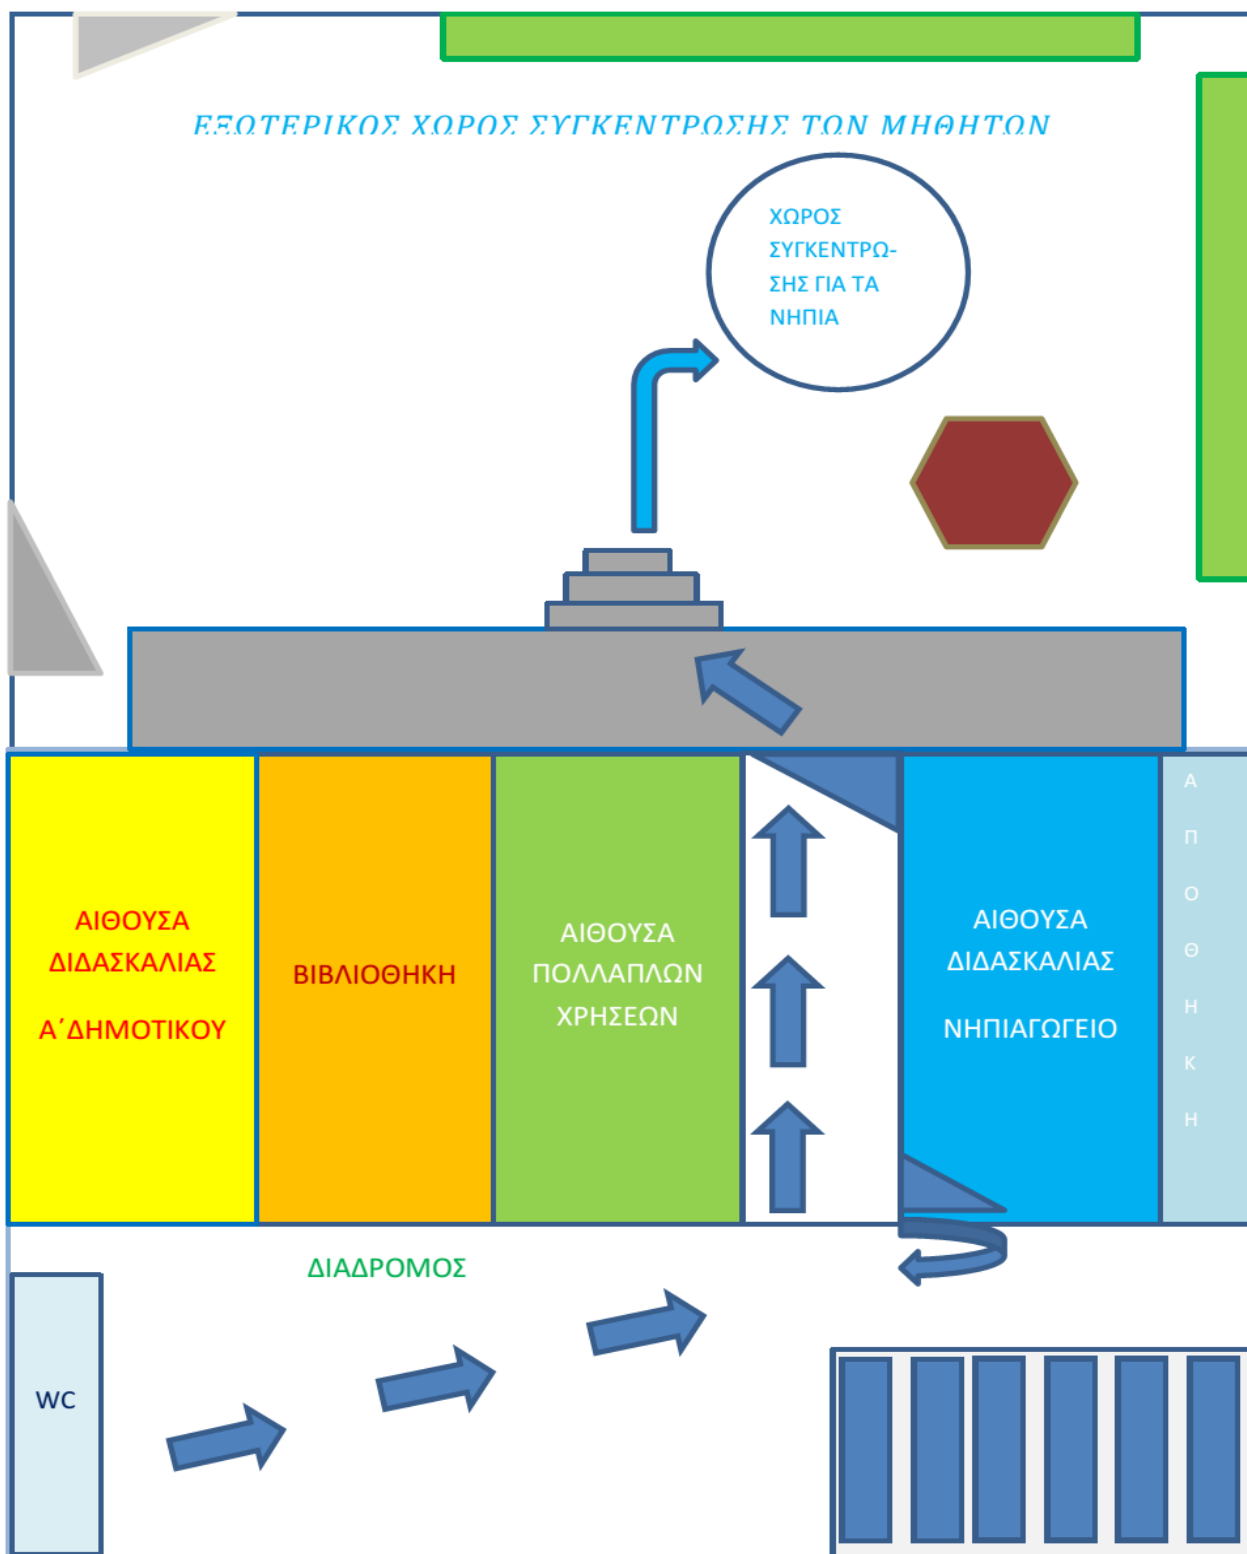 ΕΞΩΤΕΡΙΚΟΣ ΧΩΡΟΣ ΣΥΓΚΕΝΤΡΩΣΗΣ ΤΩΝ ΜΗΘΗΤΩΝ
ΧΩΡΟΣ
ΣΥΓΚΕΝΤΡΩ-
ΣΗΣ ΓΙΑ ΤΑ
ΝΗΠΙΑ
ΑΙΘΟΥΣΑ
ΔΙΔΑΣΚΑΛΙΑΣ
Α΄ΔΗΜΟΤΙΚΟΥ
ΒΙΒΛΙΟΘΗΚΗ
ΑΙΘΟΥΣΑ
ΠΟΛΛΑΠΛΩΝ
ΧΡΗΣΕΩΝ
ΑΙΘΟΥΣΑ
ΔΙΔΑΣΚΑΛΙΑΣ
ΝΗΠΙΑΓΩΓΕΙΟ
Α
Π
Ο
Θ
Η
Κ
Η
ΔΙΑΔΡΟΜΟΣ
WC